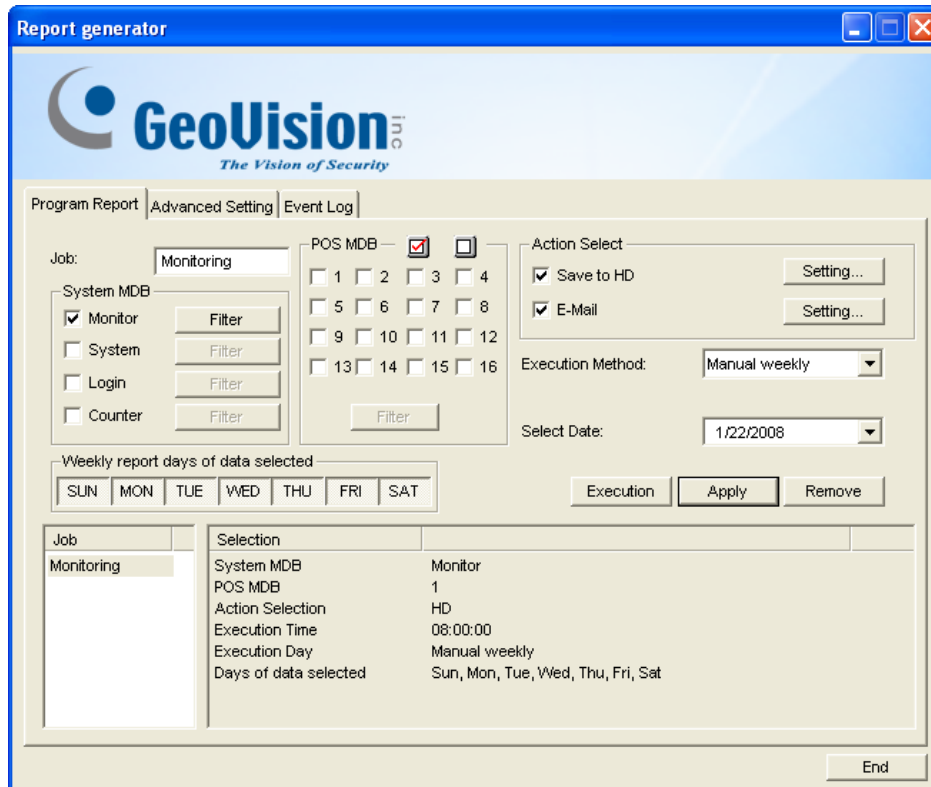 Report generator
GeoVision inc
The Vision of Security
Program Report Advanced Setting Event Log
Job: Monitoring
System MDB
Monitor Filter
System Filter
Login Filter
Counter Filter
POS MDB
1 2 3 4
5 6 7 8
9 10 11 12
13 14 15 16
Filter
Action Select
Save to HD Setting...
E-Mail Setting...
Execution Method: Manual weekly
Select Date: 1/22/2008
Weekly report days of data selected
SUN MON TUE WED THU FRI SAT
Execution Apply Remove
Job
Monitoring
Selection
System MDB Monitor
POS MDB 1
Action Selection HD
Execution Time 08:00:00
Execution Day Manual weekly
Days of data selected Sun, Mon, Tue, Wed, Thu, Fri, Sat
End